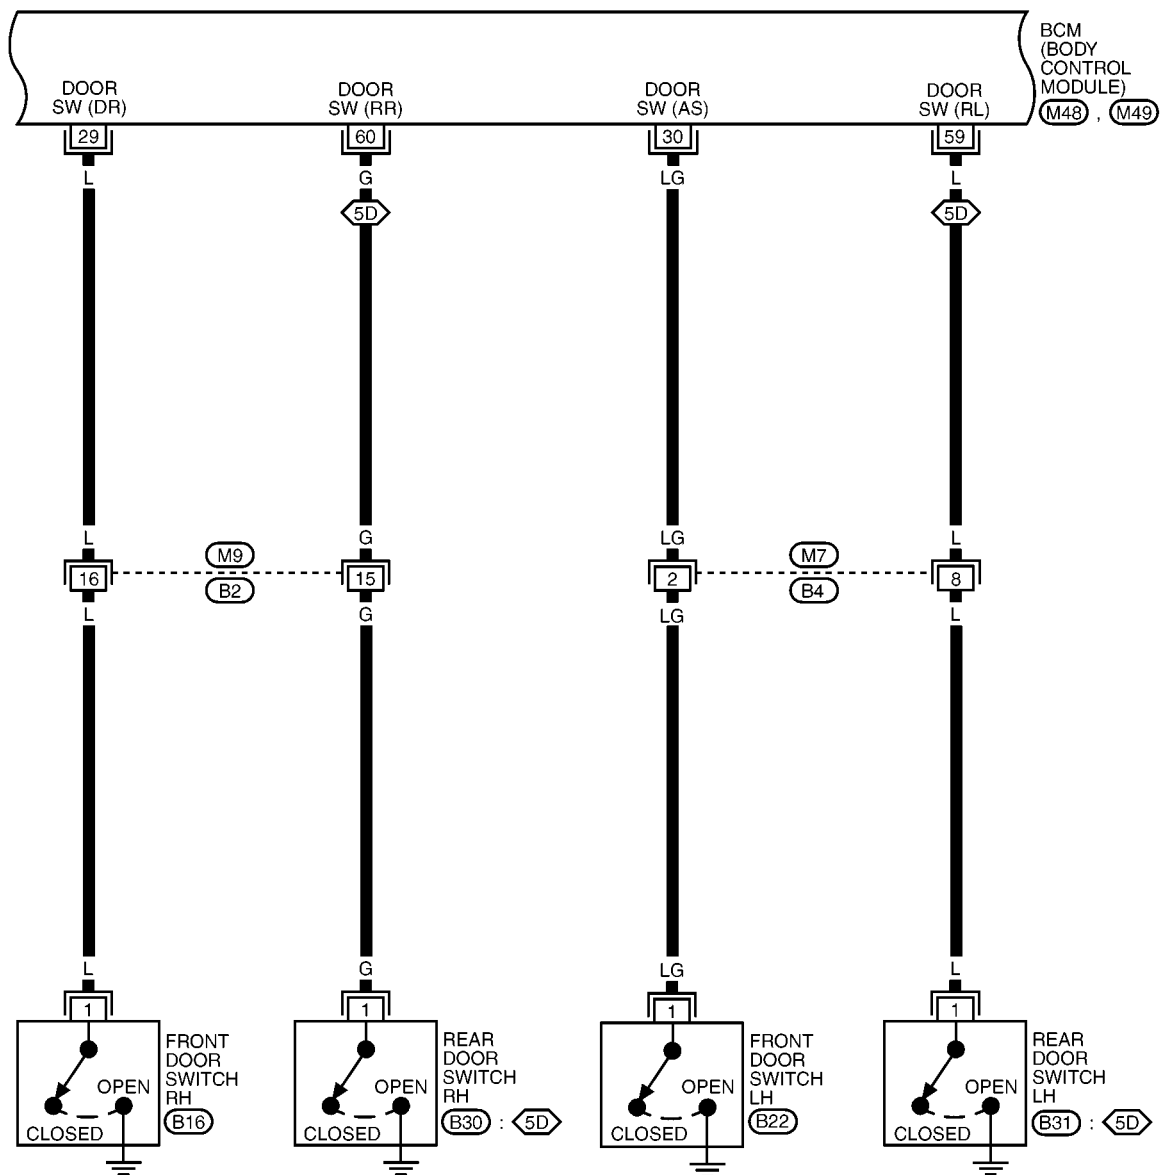 BCM
(BODY
CONTROL
MODULE)
M48 , M49
DOOR
SW (DR)
DOOR
SW (RR)
DOOR
SW (AS)
DOOR
SW (RL)
29 60 30 59
L G LG L
5D 5D
L G LG L
M9 M7
16 15 2 8
B2 B4
L G LG L
L G LG L
1 1 1 1
FRONT
DOOR
SWITCH
RH
B16
OPEN
CLOSED
REAR
DOOR
SWITCH
RH
B30 : 5D
OPEN
CLOSED
FRONT
DOOR
SWITCH
LH
B22
OPEN
CLOSED
REAR
DOOR
SWITCH
LH
B31 : 5D
OPEN
CLOSED